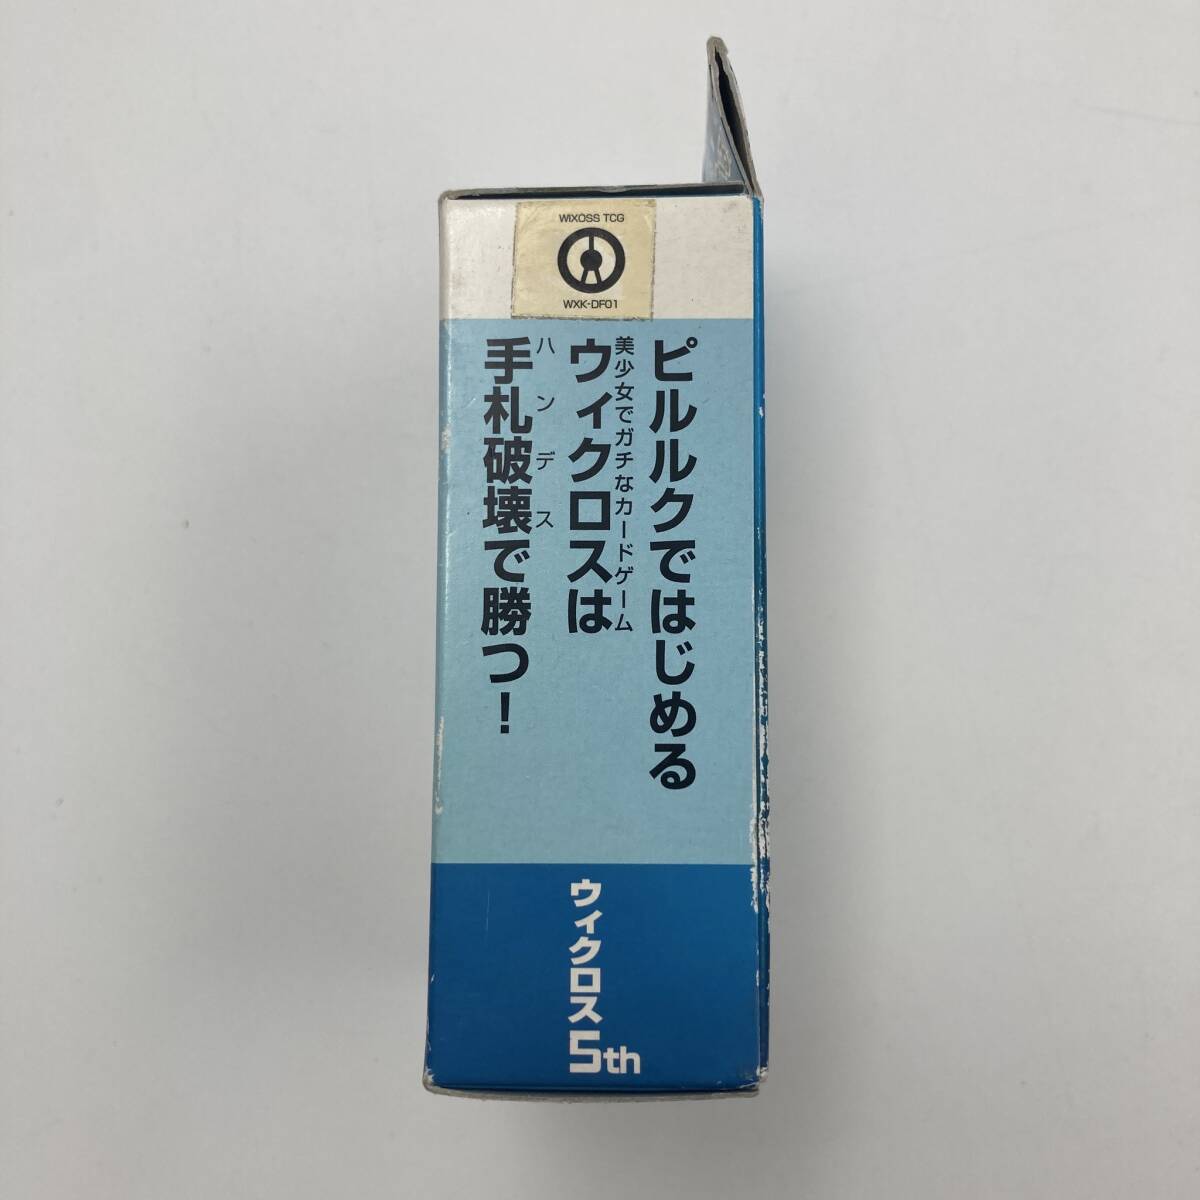 WIXOSS TCG
WXK-DF01
ピルルクではじめる
美少女でガチなカードゲーム
ウィクロスは
ハンデス
手札破壊で勝つ！
ウィクロス5th